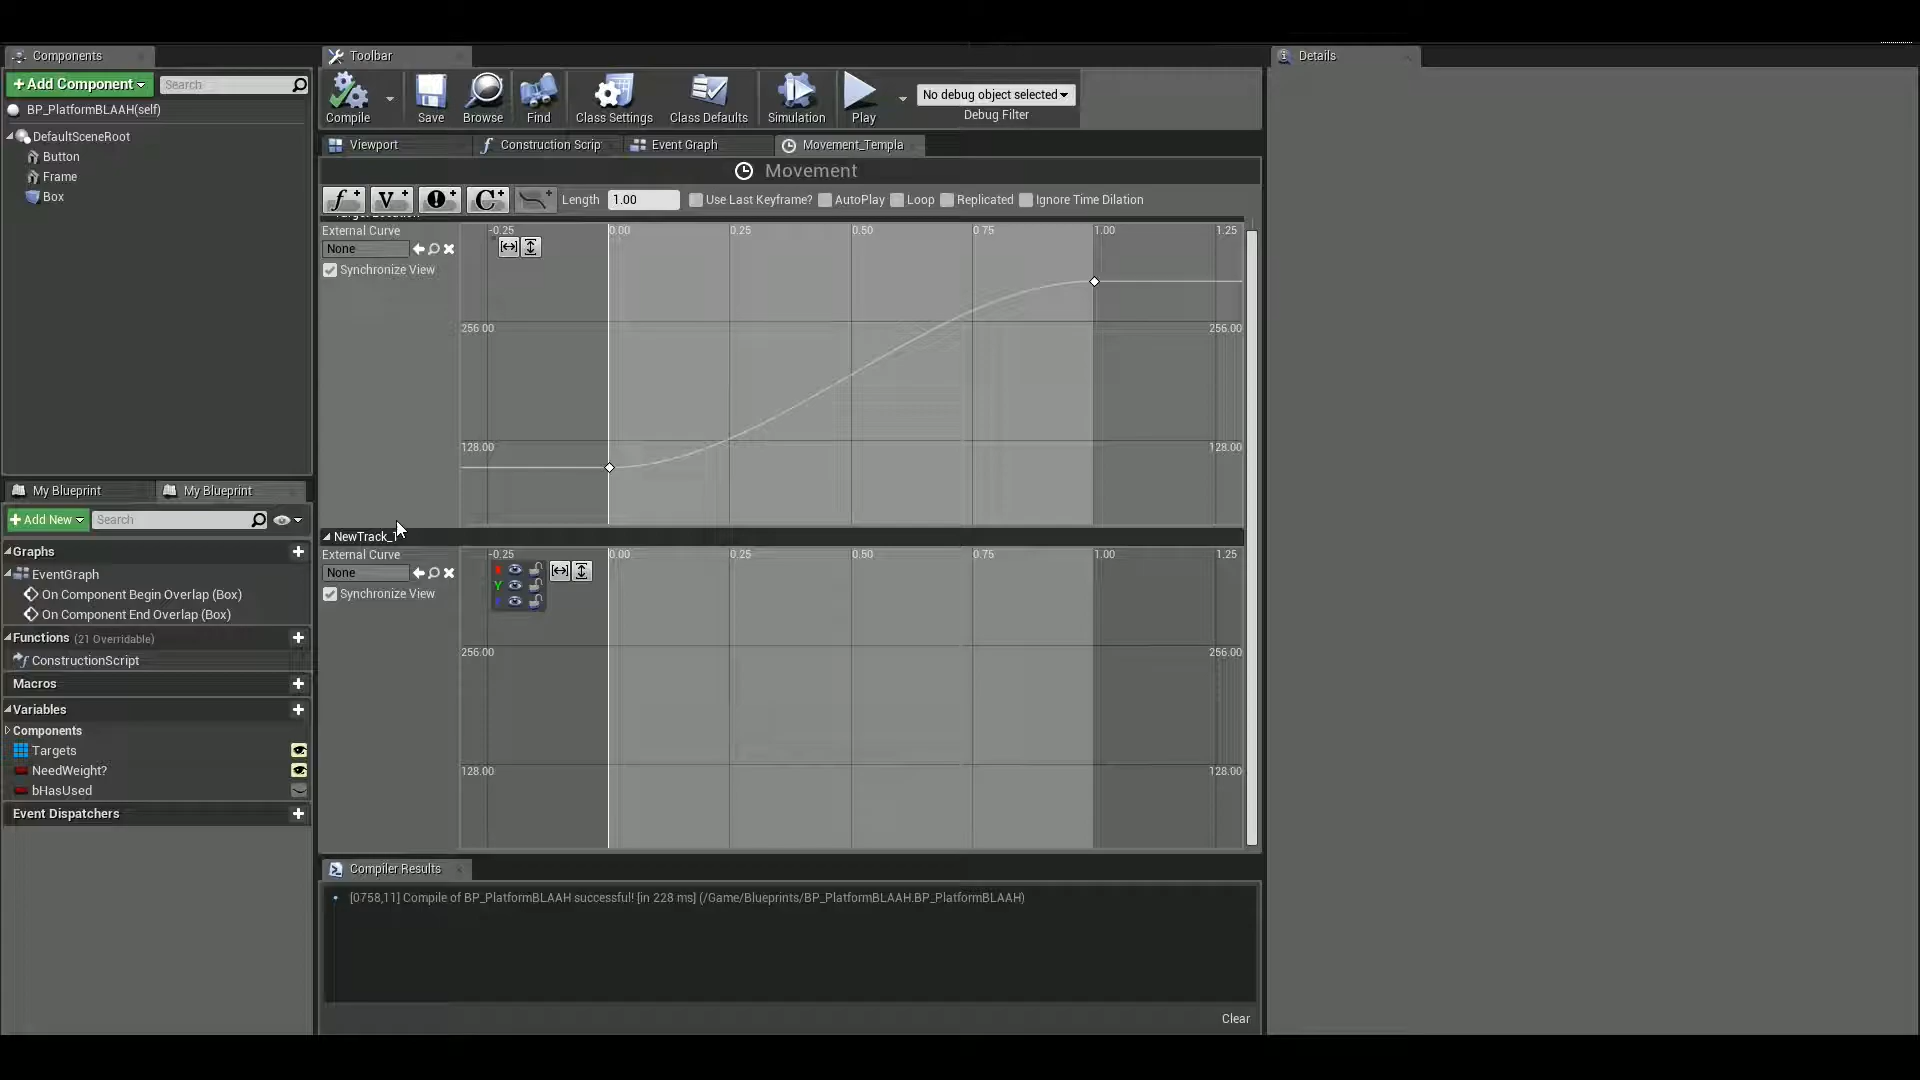 Components
Toolbar
Details
+ Add Component
Search
BP_PlatformBLAAH(self)
DefaultSceneRoot
Button
Frame
Box
Compile
Save
Browse
Find
Class Settings
Class Defaults
Simulation
Play
No debug object selected
Debug Filter
Viewport
Construction Scrip
Event Graph
Movement_Templa
Movement
Length
1.00
Use Last Keyframe?
AutoPlay
Loop
Replicated
Ignore Time Dilation
External Curve
None
Synchronize View
-0.25 0.00 0.25 0.50 0.75 1.00 1.25
256.00 256.00
128.00 128.00
NewTrack_1
External Curve
None
Synchronize View
-0.25 0.00 0.25 0.50 0.75 1.00 1.25
Y
256.00 256.00
128.00 128.00
My Blueprint
My Blueprint
+ Add New
Search
Graphs
EventGraph
On Component Begin Overlap (Box)
On Component End Overlap (Box)
Functions (21 Overridable)
ConstructionScript
Macros
Variables
Components
Targets
NeedWeight?
bHasUsed
Event Dispatchers
Compiler Results
[0758,11] Compile of BP_PlatformBLAAH successful! [in 228 ms] (/Game/Blueprints/BP_PlatformBLAAH.BP_PlatformBLAAH)
Clear